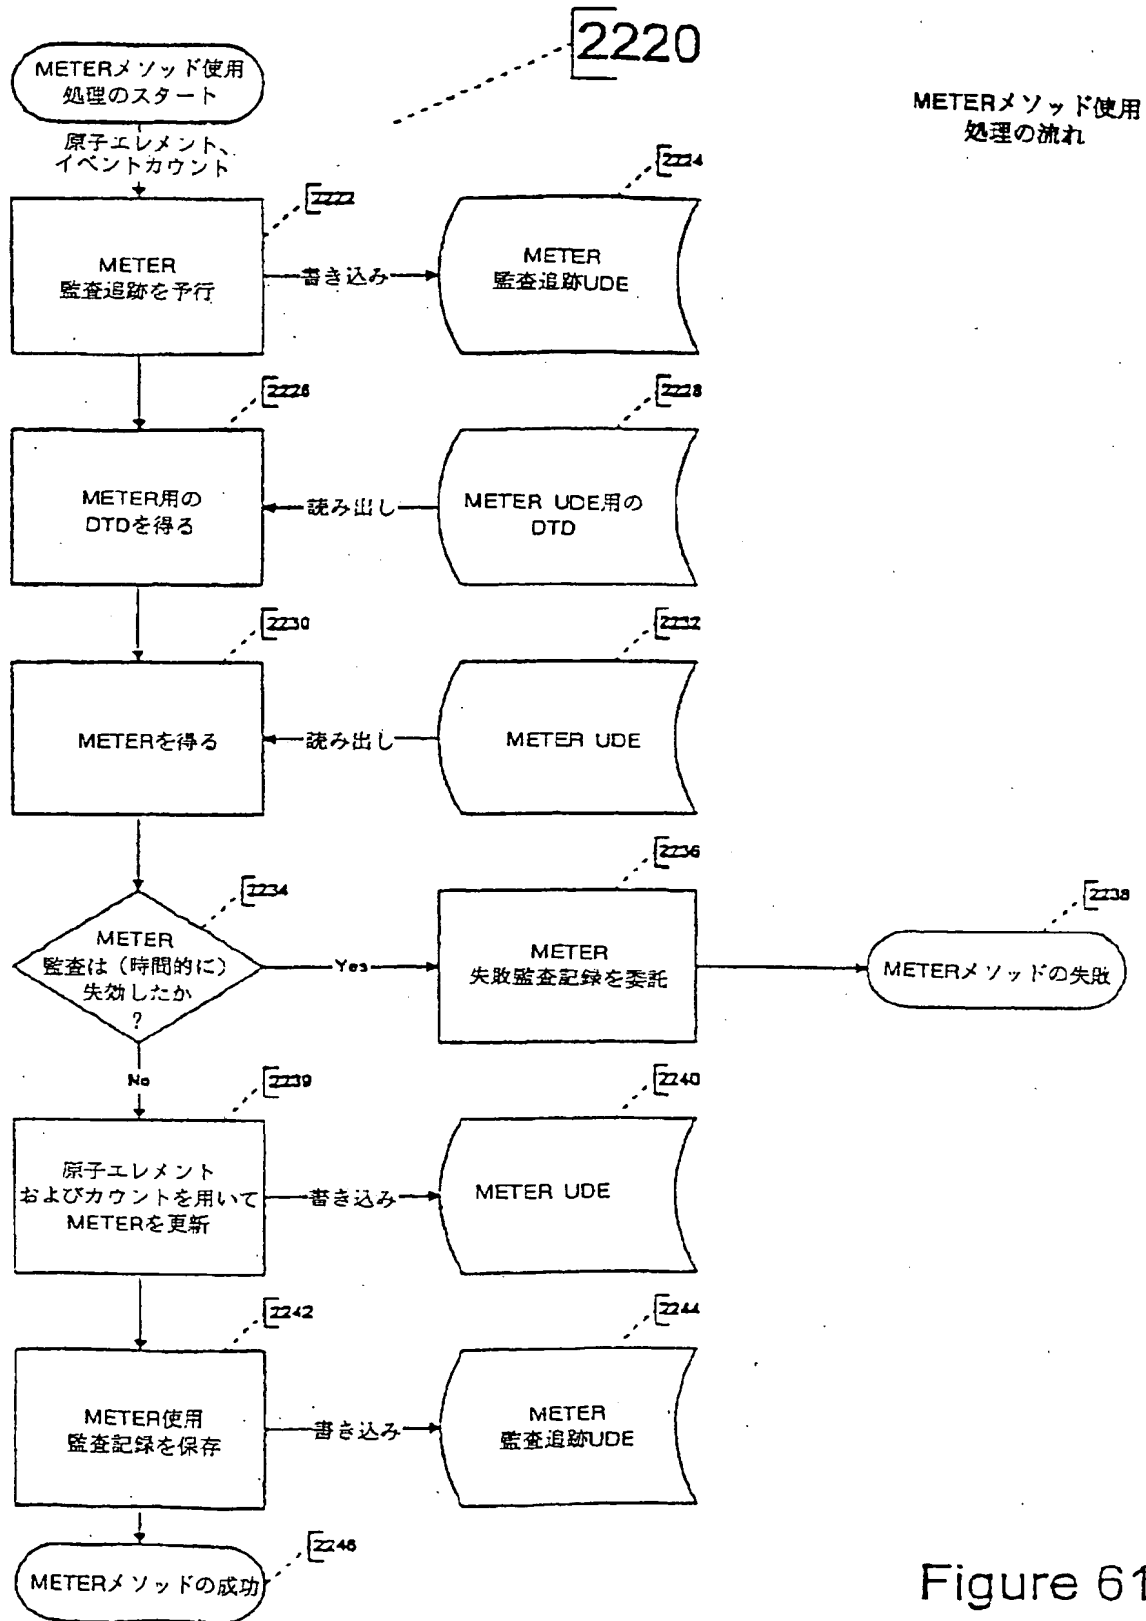 2220
METERメソッド使用
処理のスタート
METERメソッド使用
処理の流れ
原子エレメント、
イベントカウント
2222
2224
METER
監査追跡を予行
書き込み
METER
監査追跡UDE
2226
2228
METER用の
DTDを得る
読み出し
METER UDE用の
DTD
2230
2232
METERを得る
読み出し
METER UDE
2234
2236
2238
METER
監査は（時間的に）
失効したか
?
Yes
METER
失敗監査記録を委託
METERメソッドの失敗
No
2239
2240
原子エレメント
およびカウントを用いて
METERを更新
書き込み
METER UDE
2242
2244
METER使用
監査記録を保存
書き込み
METER
監査追跡UDE
2246
METERメソッドの成功
Figure 61